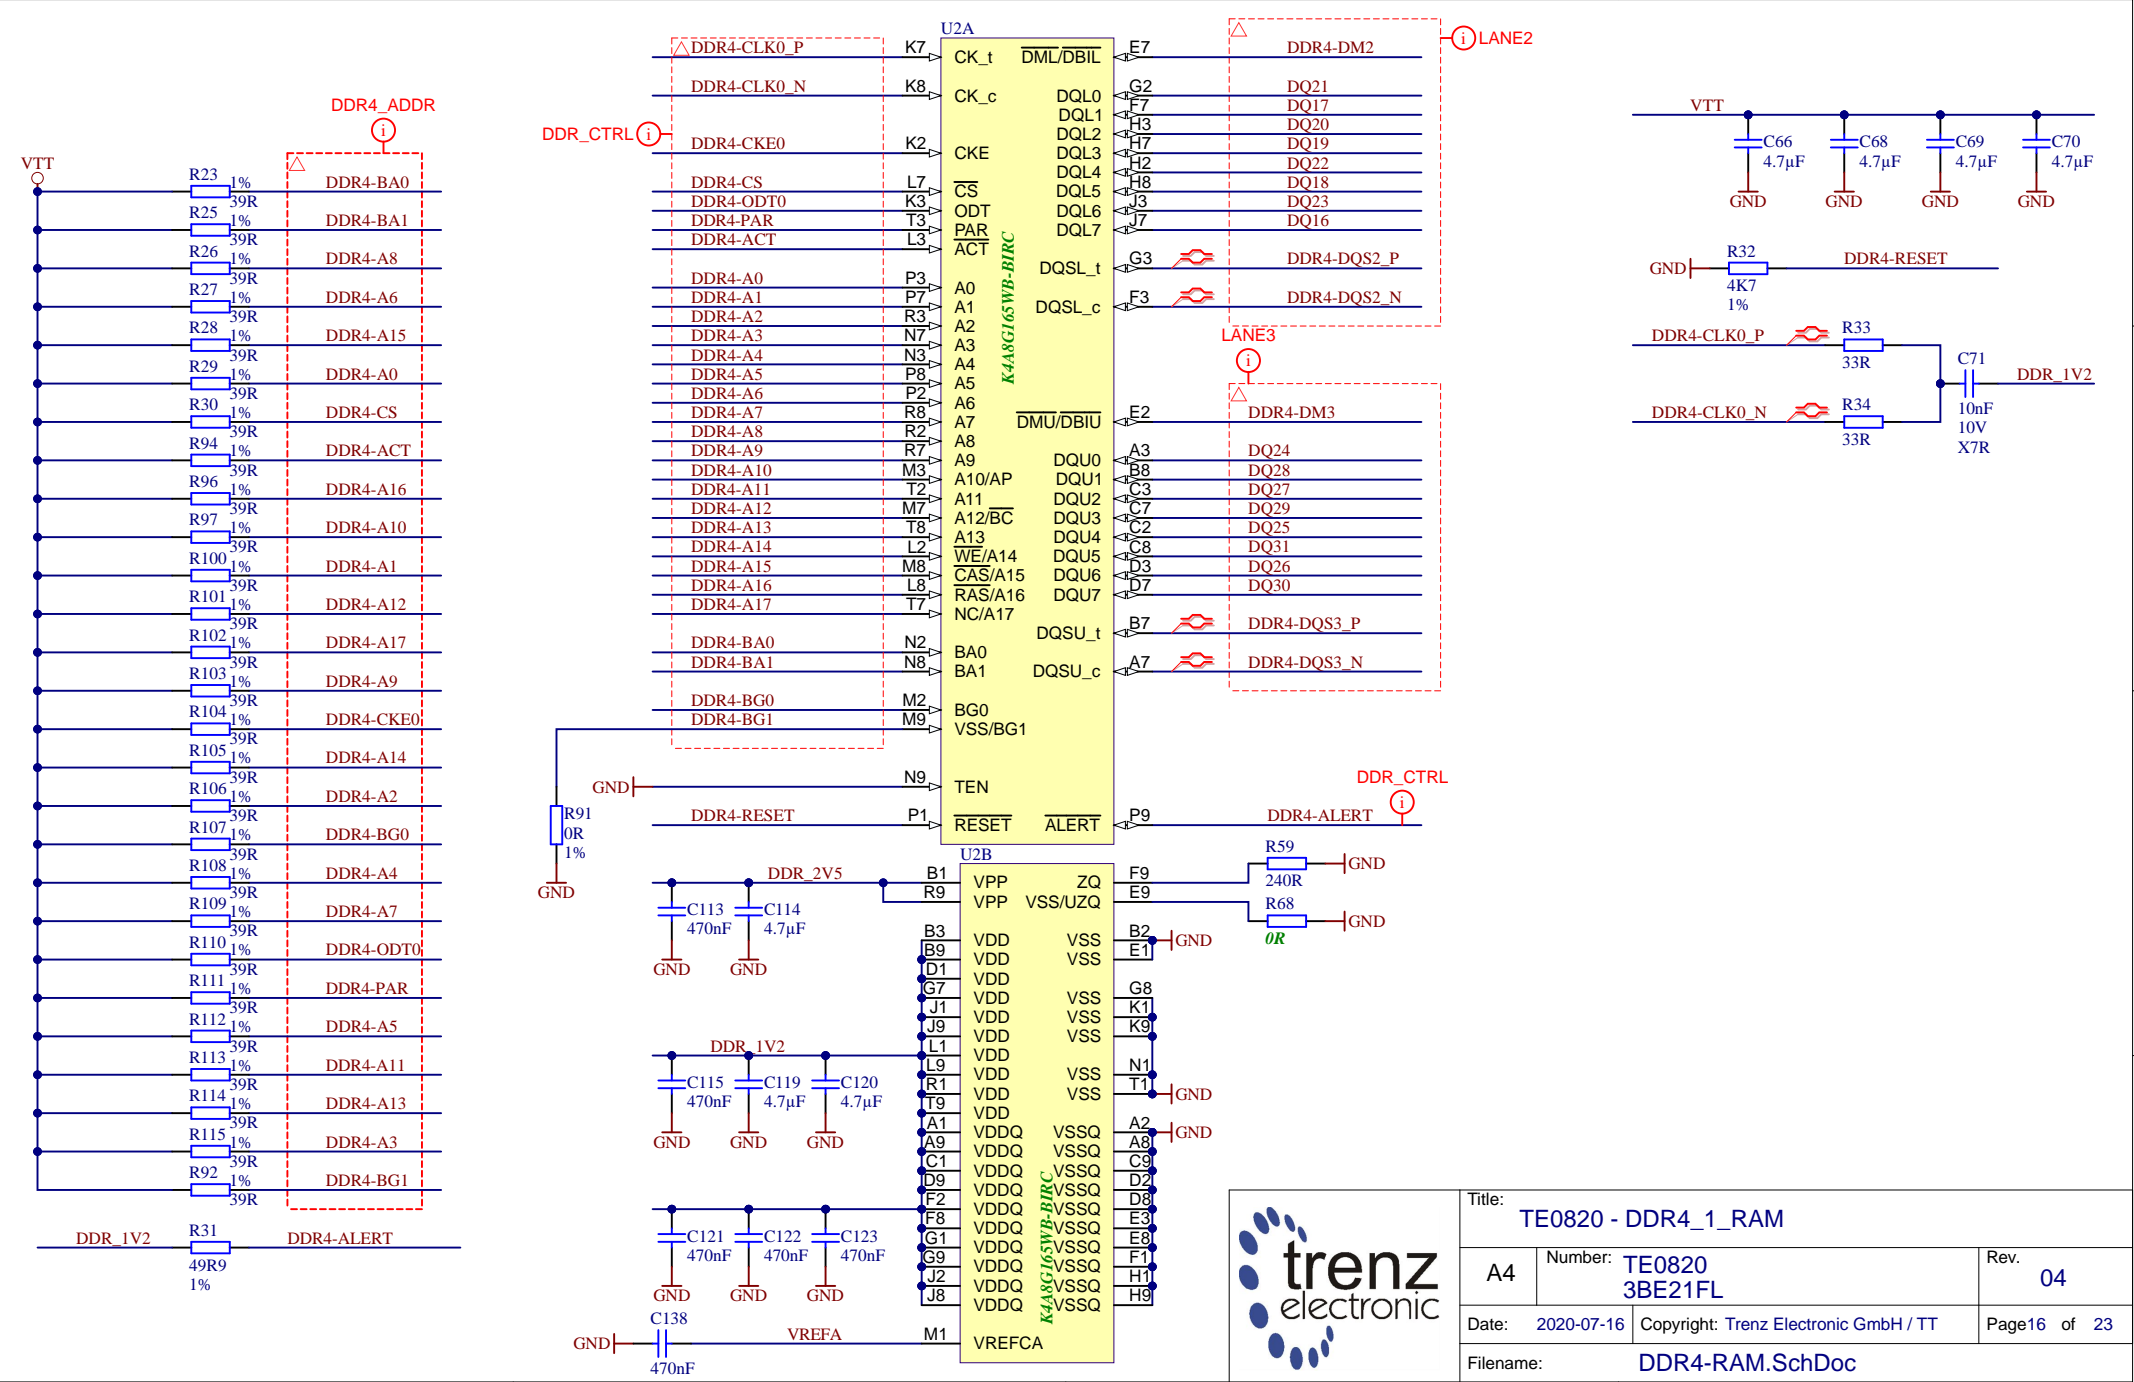 DDR4_ADDR
i
VTT
R23 1% 39R DDR4-BA0
R25 1% 39R DDR4-BA1
R26 1% 39R DDR4-A8
R27 1% 39R DDR4-A6
R28 1% 39R DDR4-A15
R29 1% 39R DDR4-A0
R30 1% 39R DDR4-CS
R94 1% 39R DDR4-ACT
R96 1% 39R DDR4-A16
R97 1% 39R DDR4-A10
R100 1% 39R DDR4-A1
R101 1% 39R DDR4-A12
R102 1% 39R DDR4-A17
R103 1% 39R DDR4-A9
R104 1% 39R DDR4-CKE0
R105 1% 39R DDR4-A14
R106 1% 39R DDR4-A2
R107 1% 39R DDR4-BG0
R108 1% 39R DDR4-A4
R109 1% 39R DDR4-A7
R110 1% 39R DDR4-ODT0
R111 1% 39R DDR4-PAR
R112 1% 39R DDR4-A5
R113 1% 39R DDR4-A11
R114 1% 39R DDR4-A13
R115 1% 39R DDR4-A3
R92 1% 39R DDR4-BG1
DDR_1V2 R31 DDR4-ALERT
49R9
1%
U2A
DDR_CTRL i
DDR4-CLK0_P K7 CK_t
DDR4-CLK0_N K8 CK_c
DDR4-CKE0 K2 CKE
DDR4-CS L7 CS
DDR4-ODT0 K3 ODT
DDR4-PAR T3 PAR
DDR4-ACT L3 ACT
DDR4-A0 P3 A0
DDR4-A1 P7 A1
DDR4-A2 R3 A2
DDR4-A3 N7 A3
DDR4-A4 N3 A4
DDR4-A5 P8 A5
DDR4-A6 P2 A6
DDR4-A7 R8 A7
DDR4-A8 R2 A8
DDR4-A9 R7 A9
DDR4-A10 M3 A10/AP
DDR4-A11 T2 A11
DDR4-A12 M7 A12/BC
DDR4-A13 T8 A13
DDR4-A14 L2 WE/A14
DDR4-A15 M8 CAS/A15
DDR4-A16 L8 RAS/A16
DDR4-A17 T7 NC/A17
DDR4-BA0 N2 BA0
DDR4-BA1 N8 BA1
DDR4-BG0 M2 BG0
DDR4-BG1 M9 VSS/BG1
GND N9 TEN
DDR4-RESET P1 RESET
R91
0R
1%
GND
K4A8G165WB-BIRC
i LANE2
DML/DBIL E7 DDR4-DM2
DQL0 G2 DQ21
DQL1 F7 DQ17
DQL2 H3 DQ20
DQL3 H7 DQ19
DQL4 H2 DQ22
DQL5 H8 DQ18
DQL6 J3 DQ23
DQL7 J7 DQ16
DQSL_t G3 DDR4-DQS2_P
DQSL_c F3 DDR4-DQS2_N
LANE3
i
DMU/DBIU E2 DDR4-DM3
DQU0 A3 DQ24
DQU1 B8 DQ28
DQU2 C3 DQ27
DQU3 C7 DQ29
DQU4 C2 DQ25
DQU5 C8 DQ31
DQU6 D3 DQ26
DQU7 D7 DQ30
DQSU_t B7 DDR4-DQS3_P
DQSU_c A7 DDR4-DQS3_N
DDR_CTRL
i
ALERT P9 DDR4-ALERT
U2B
DDR_2V5 B1 VPP
R9 VPP
C113 470nF GND
C114 4.7µF GND
ZQ F9 R59 240R GND
VSS/UZQ E9 R68 0R GND
B3 VDD
B9 VDD
D1 VDD
G7 VDD
J1 VDD
J9 VDD
DDR_1V2 L1 VDD
L9 VDD
R1 VDD
T9 VDD
C115 470nF GND
C119 4.7µF GND
C120 4.7µF GND
A1 VDDQ
A9 VDDQ
C1 VDDQ
D9 VDDQ
F2 VDDQ
F8 VDDQ
G1 VDDQ
G9 VDDQ
J2 VDDQ
J8 VDDQ
C121 470nF GND
C122 470nF GND
C123 470nF GND
GND C138 470nF VREFA M1 VREFCA
VSS B2 GND
VSS E1
VSS G8
VSS K1
VSS K9
VSS N1
VSS T1 GND
VSSQ A2 GND
VSSQ A8
VSSQ C9
VSSQ D2
VSSQ D8
VSSQ E3
VSSQ E8
VSSQ F1
VSSQ H1
VSSQ H9
K4A8G165WB-BIRC
VTT
C66 C68 C69 C70
4.7µF 4.7µF 4.7µF 4.7µF
GND GND GND GND
GND R32 DDR4-RESET
4K7
1%
DDR4-CLK0_P R33
33R
DDR4-CLK0_N R34
33R
C71 DDR_1V2
10nF
10V
X7R
trenz
electronic
Title:
TE0820 - DDR4_1_RAM
A4 Number: TE0820
3BE21FL
Rev.
04
Date: 2020-07-16 Copyright: Trenz Electronic GmbH / TT Page16 of 23
Filename: DDR4-RAM.SchDoc